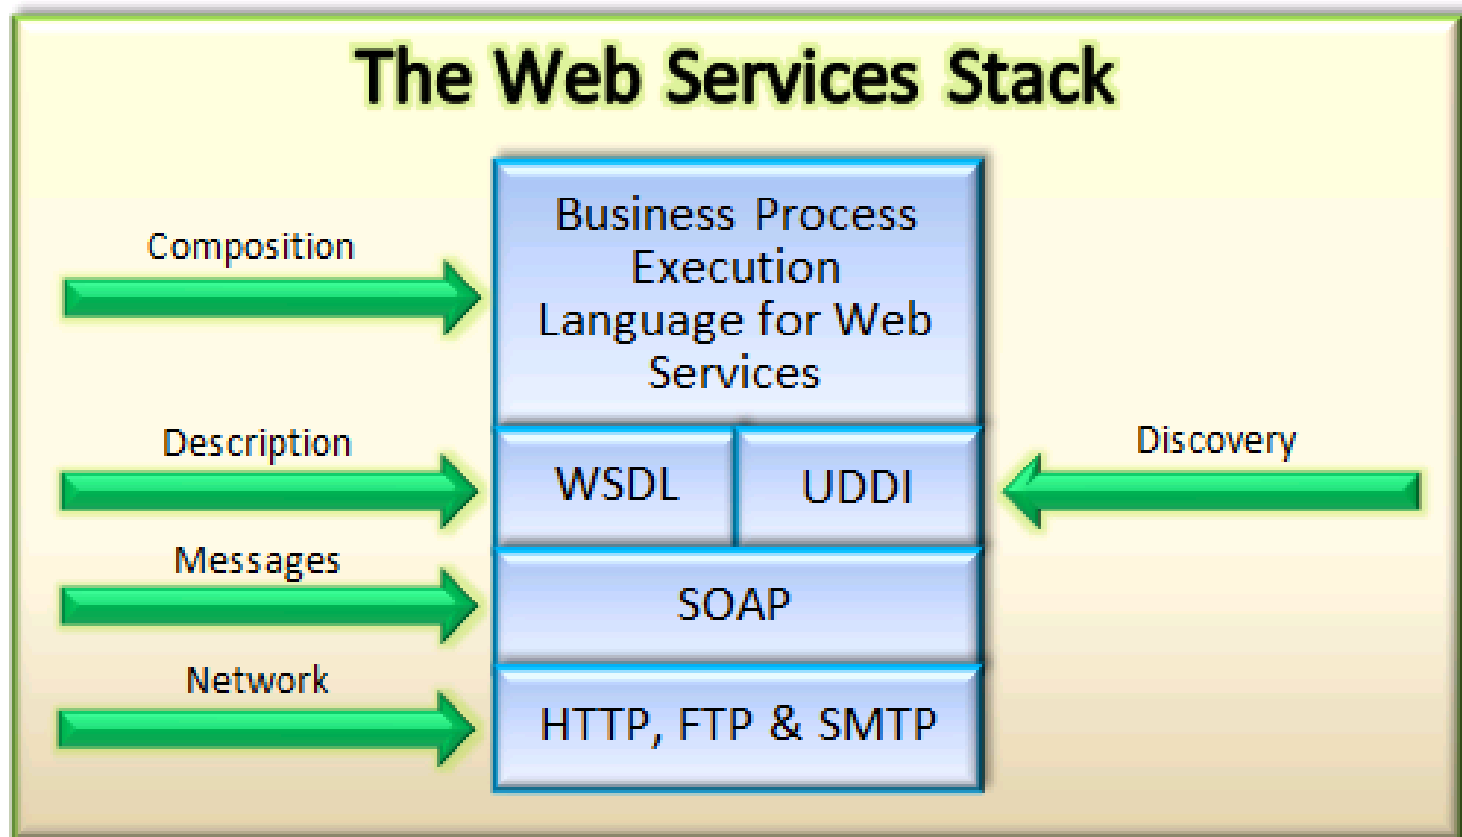 The Web Services Stack
Composition
Business Process
Execution
Language for Web
Services
Description
WSDL
UDDI
Discovery
Messages
SOAP
Network
HTTP, FTP & SMTP